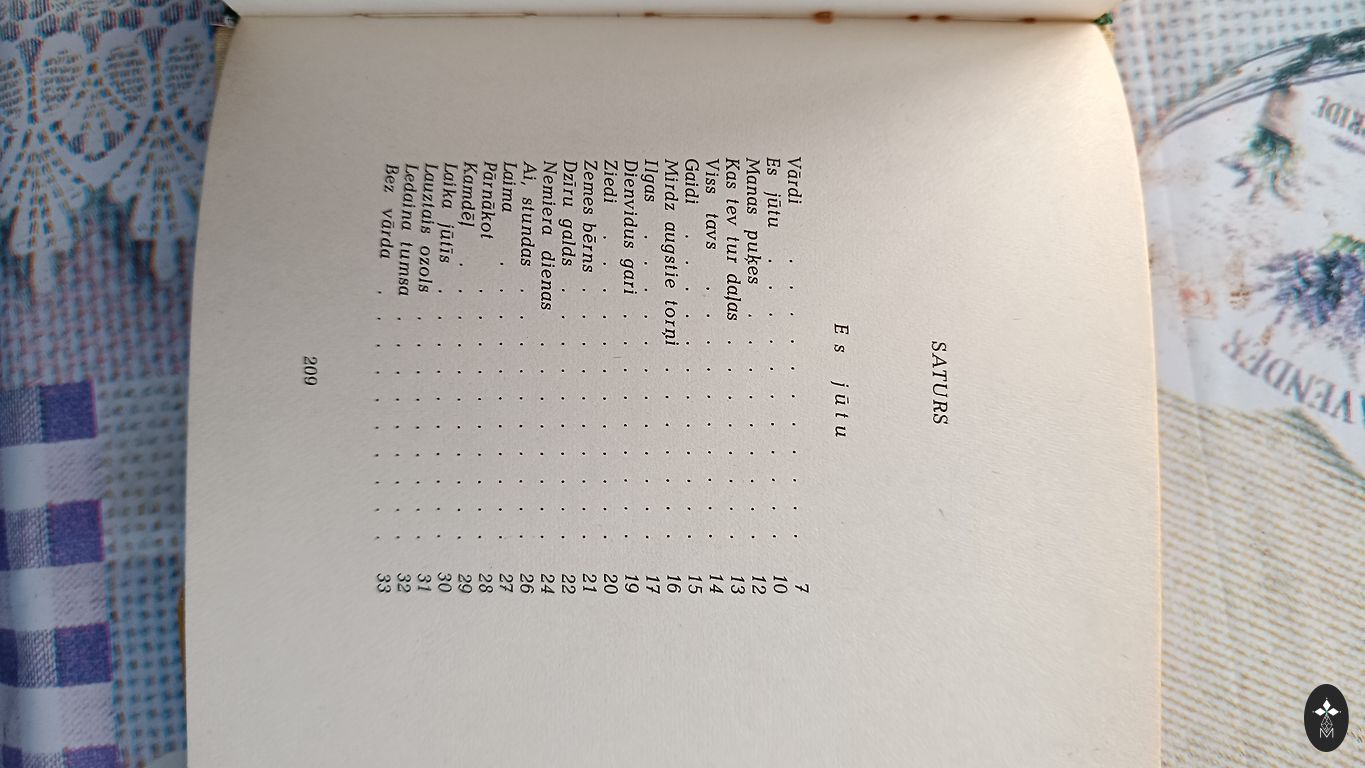 SATURS
Es jūtu
Vārdi . . . . . . . . . . . 7
Es jūtu . . . . . . . . . . . 10
Manas puķes . . . . . . . . . 12
Kas tev tur daļas . . . . . . . . 13
Viss tavs . . . . . . . . . . 14
Gaidi . . . . . . . . . . . . 15
Mirdz augstie torņi . . . . . . . 16
Ilgas . . . . . . . . . . . . 17
Dienvidus gari . . . . . . . . . 19
Ziedi . . . . . . . . . . . . 20
Zemes bērns . . . . . . . . . . 21
Dzīru galds . . . . . . . . . . 22
Nemiera dienas . . . . . . . . 24
Ai, stundas . . . . . . . . . . 26
Laima . . . . . . . . . . . 27
Pārnākot . . . . . . . . . . 28
Kamdēļ . . . . . . . . . . . 29
Laika jūtīs . . . . . . . . . . 30
Lauztais ozols . . . . . . . . . 31
Ledaina tumsa . . . . . . . . . 32
Bez vārda . . . . . . . . . . 33
209